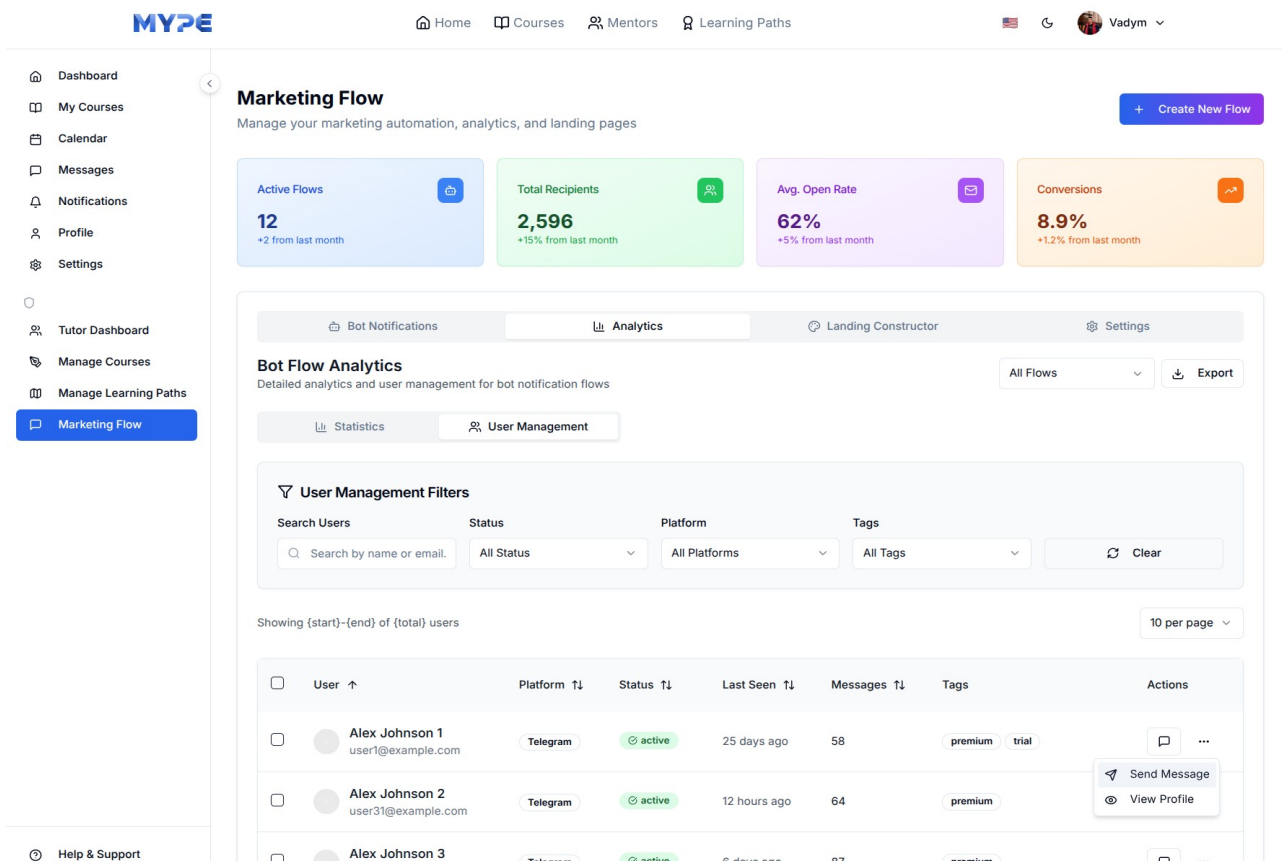 MYPE
Home Courses Mentors Learning Paths
Vadym
Dashboard
My Courses
Calendar
Messages
Notifications
Profile
Settings
Tutor Dashboard
Manage Courses
Manage Learning Paths
Marketing Flow
Help & Support
Marketing Flow
Manage your marketing automation, analytics, and landing pages
+ Create New Flow
Active Flows
12
+2 from last month
Total Recipients
2,596
+15% from last month
Avg. Open Rate
62%
+5% from last month
Conversions
8.9%
+1.2% from last month
Bot Notifications Analytics Landing Constructor Settings
Bot Flow Analytics
Detailed analytics and user management for bot notification flows
All Flows Export
Statistics User Management
User Management Filters
Search Users Status Platform Tags
Search by name or email. All Status All Platforms All Tags Clear
Showing {start}-{end} of {total} users
10 per page
User Platform Status Last Seen Messages Tags Actions
Alex Johnson 1
user1@example.com
Telegram active 25 days ago 58 premium trial
Send Message
View Profile
Alex Johnson 2
user31@example.com
Telegram active 12 hours ago 64 premium
Alex Johnson 3
Telegram active 6 days ago 87 premium